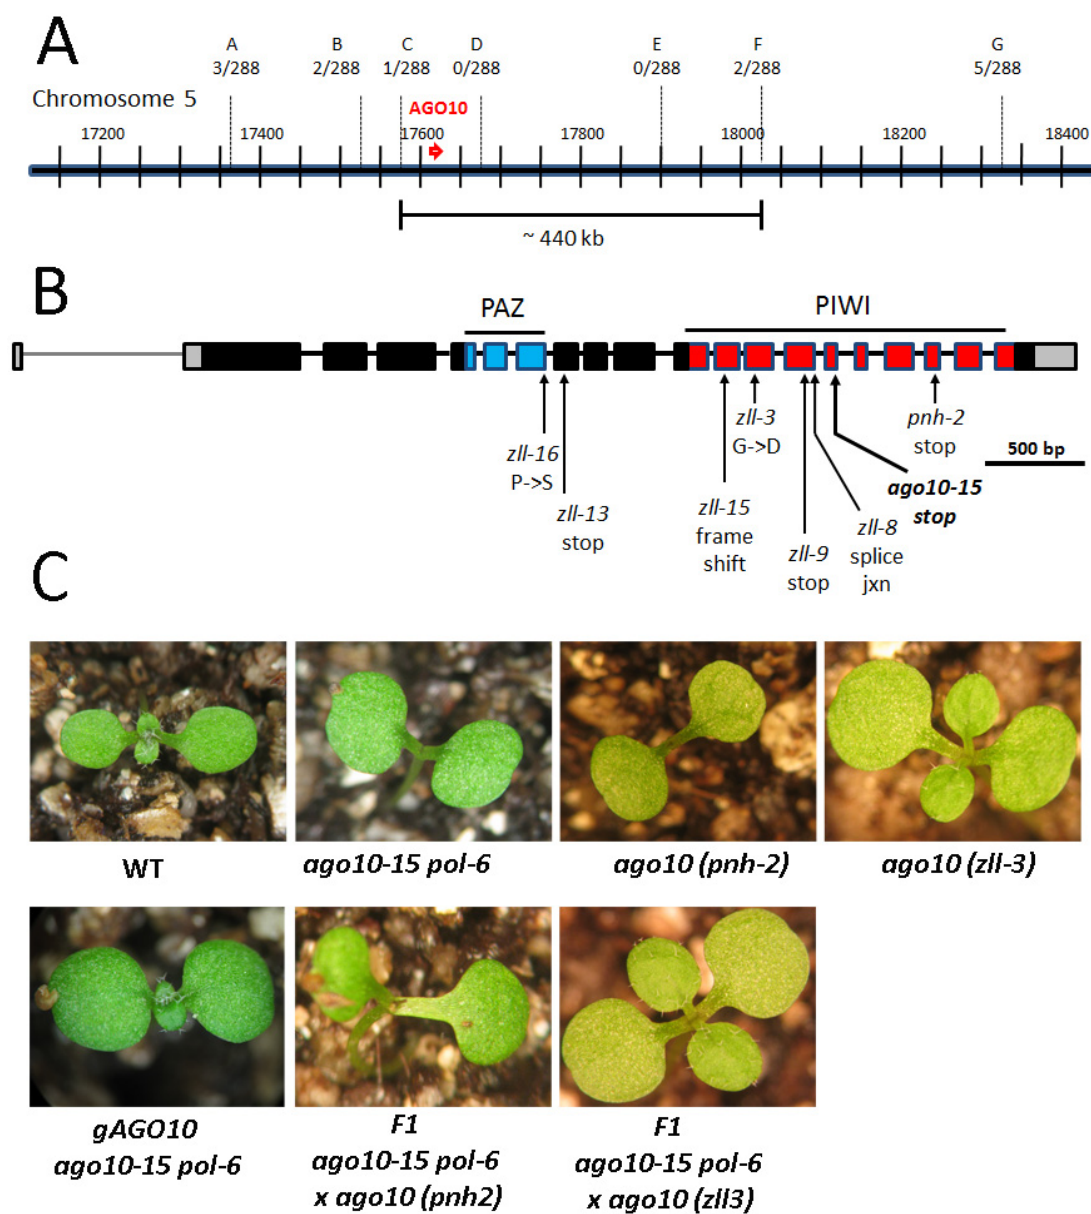 A
A B C D E F G
3/288 2/288 1/288 0/288 0/288 2/288 5/288
Chromosome 5
AGO10
17200 17400 17600 17800 18000 18200 18400
~ 440 kb
B
PAZ
PIWI
zll-16
P->S
zll-13
stop
zll-15
frame
shift
zll-3
G->D
zll-9
stop
zll-8
splice
jxn
ago10-15
stop
pnh-2
stop
500 bp
C
WT
ago10-15 pol-6
ago10 (pnh-2)
ago10 (zll-3)
gAGO10
ago10-15 pol-6
F1
ago10-15 pol-6
x ago10 (pnh2)
F1
ago10-15 pol-6
x ago10 (zll3)